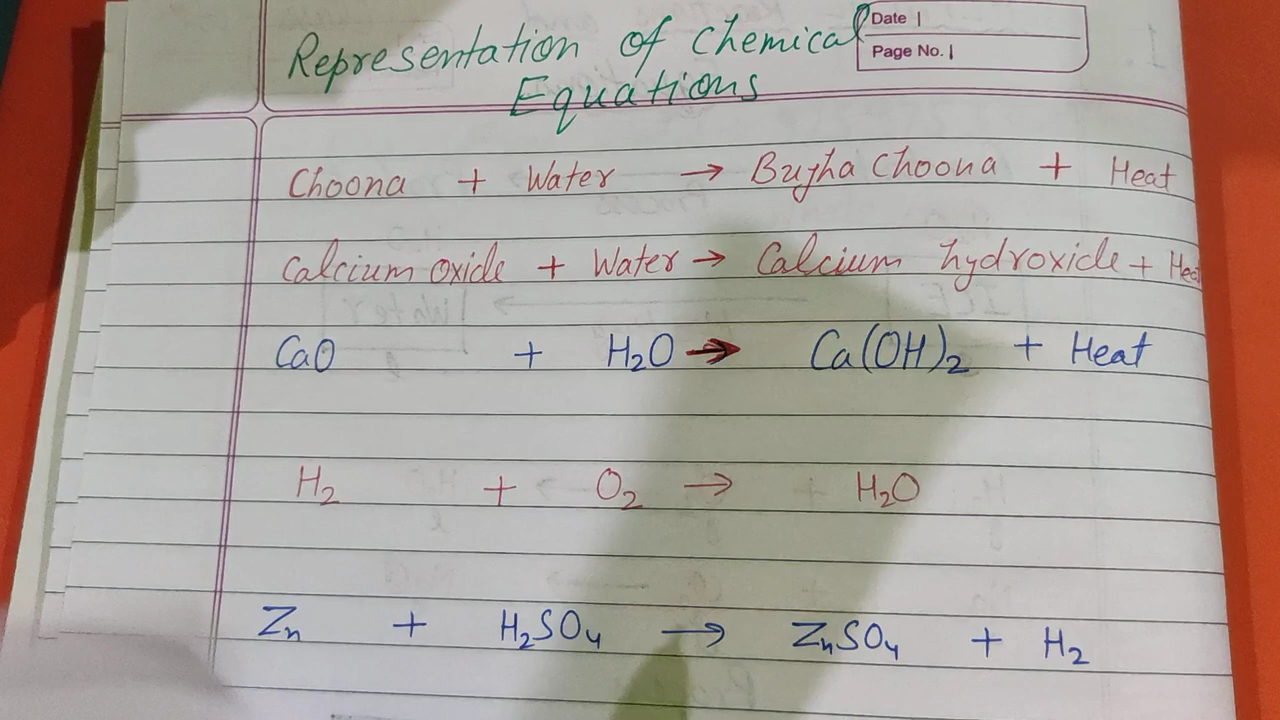 Representation of Chemical
Equations
Date
Page No.
Choona + Water → Bujha Choona + Heat
Calcium oxide + Water → Calcium hydroxide + Heat
CaO + H₂O → Ca(OH)₂ + Heat
H₂ + O₂ → H₂O
Zn + H₂SO₄ → ZnSO₄ + H₂